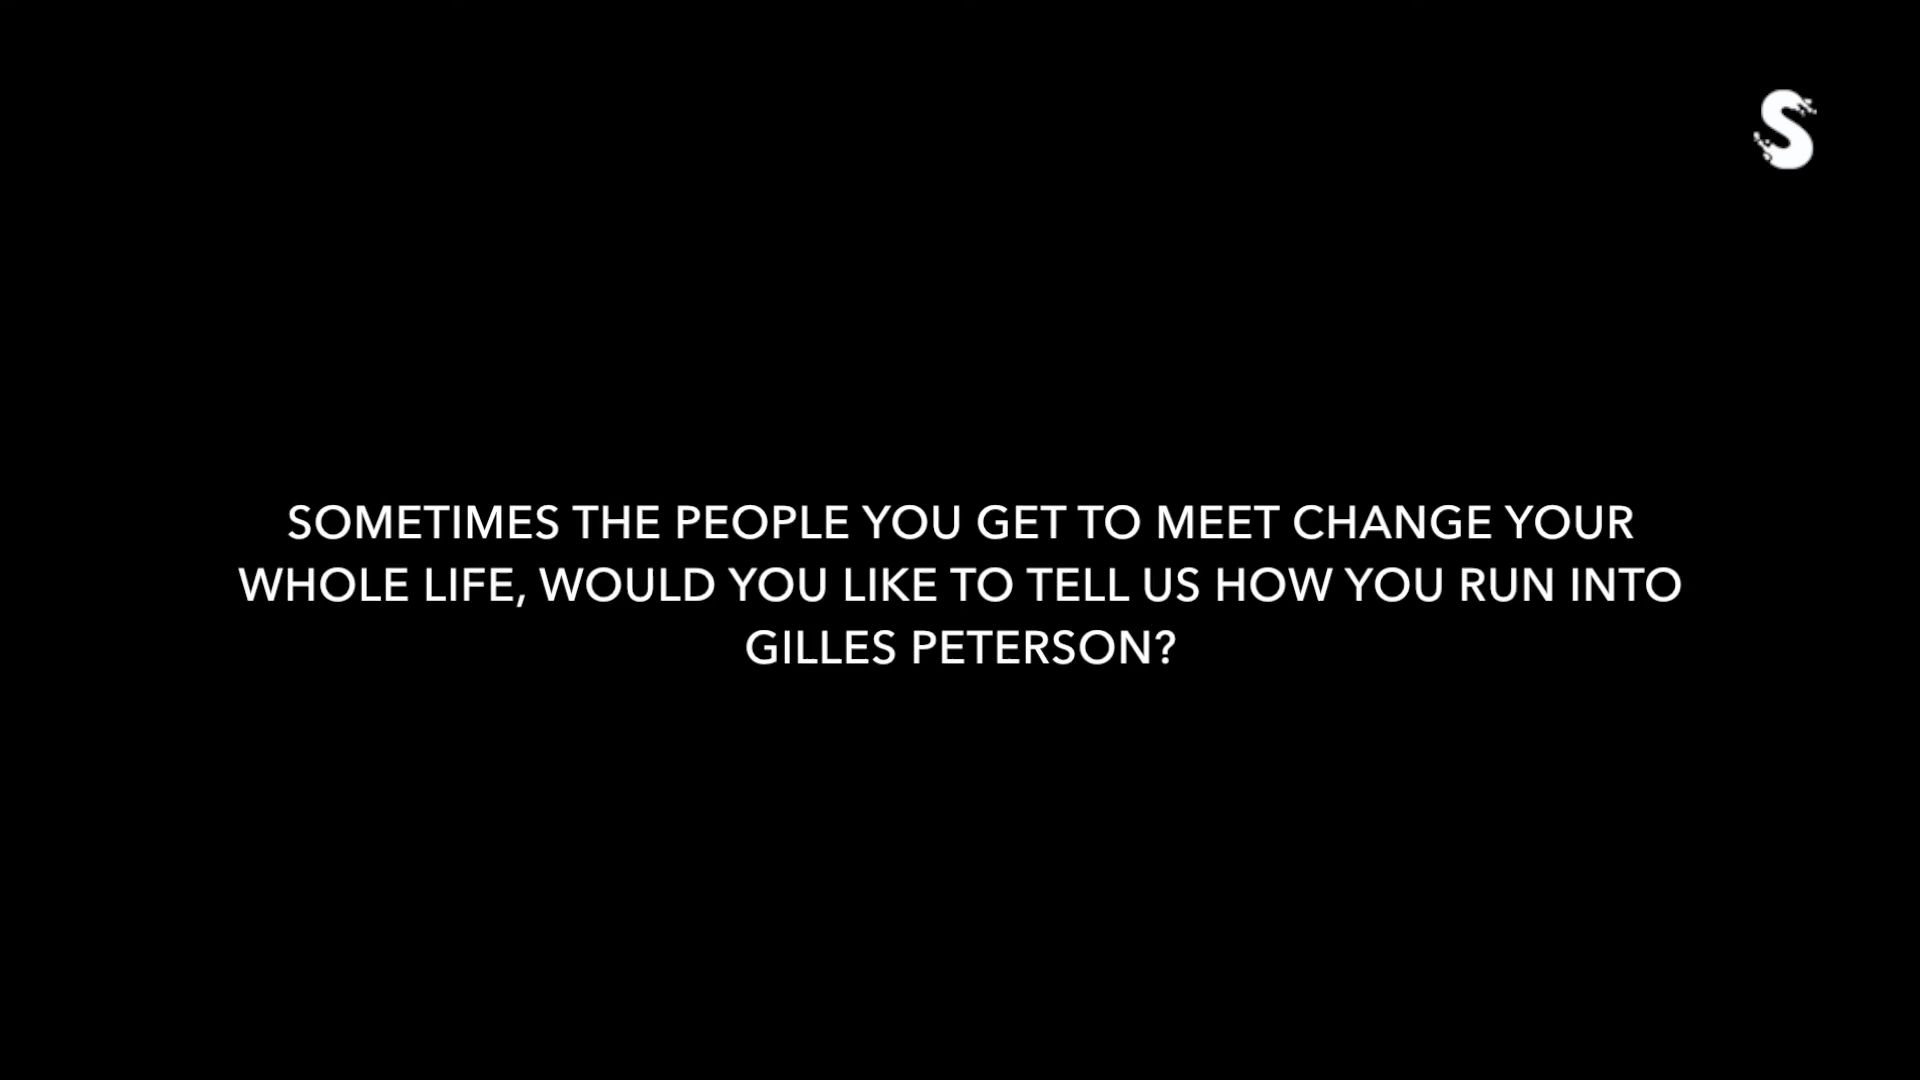 S
SOMETIMES THE PEOPLE YOU GET TO MEET CHANGE YOUR
WHOLE LIFE, WOULD YOU LIKE TO TELL US HOW YOU RUN INTO
GILLES PETERSON?